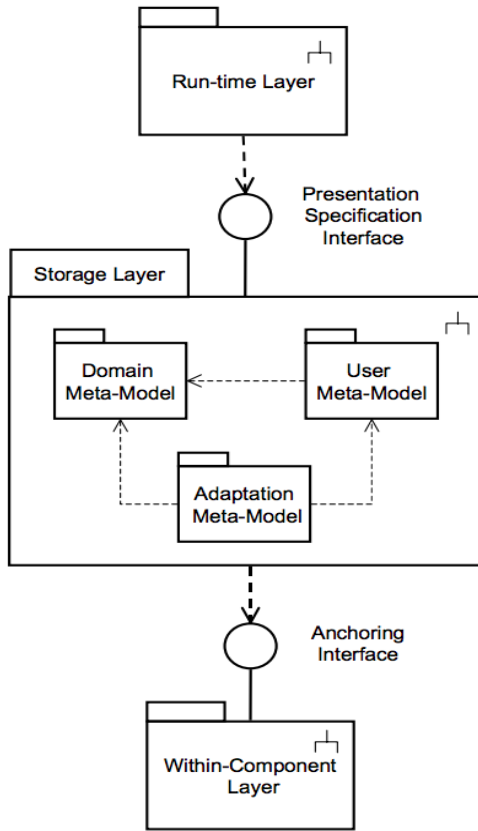 Run-time Layer
Presentation
Specification
Interface
Storage Layer
Domain
Meta-Model
User
Meta-Model
Adaptation
Meta-Model
Anchoring
Interface
Within-Component
Layer